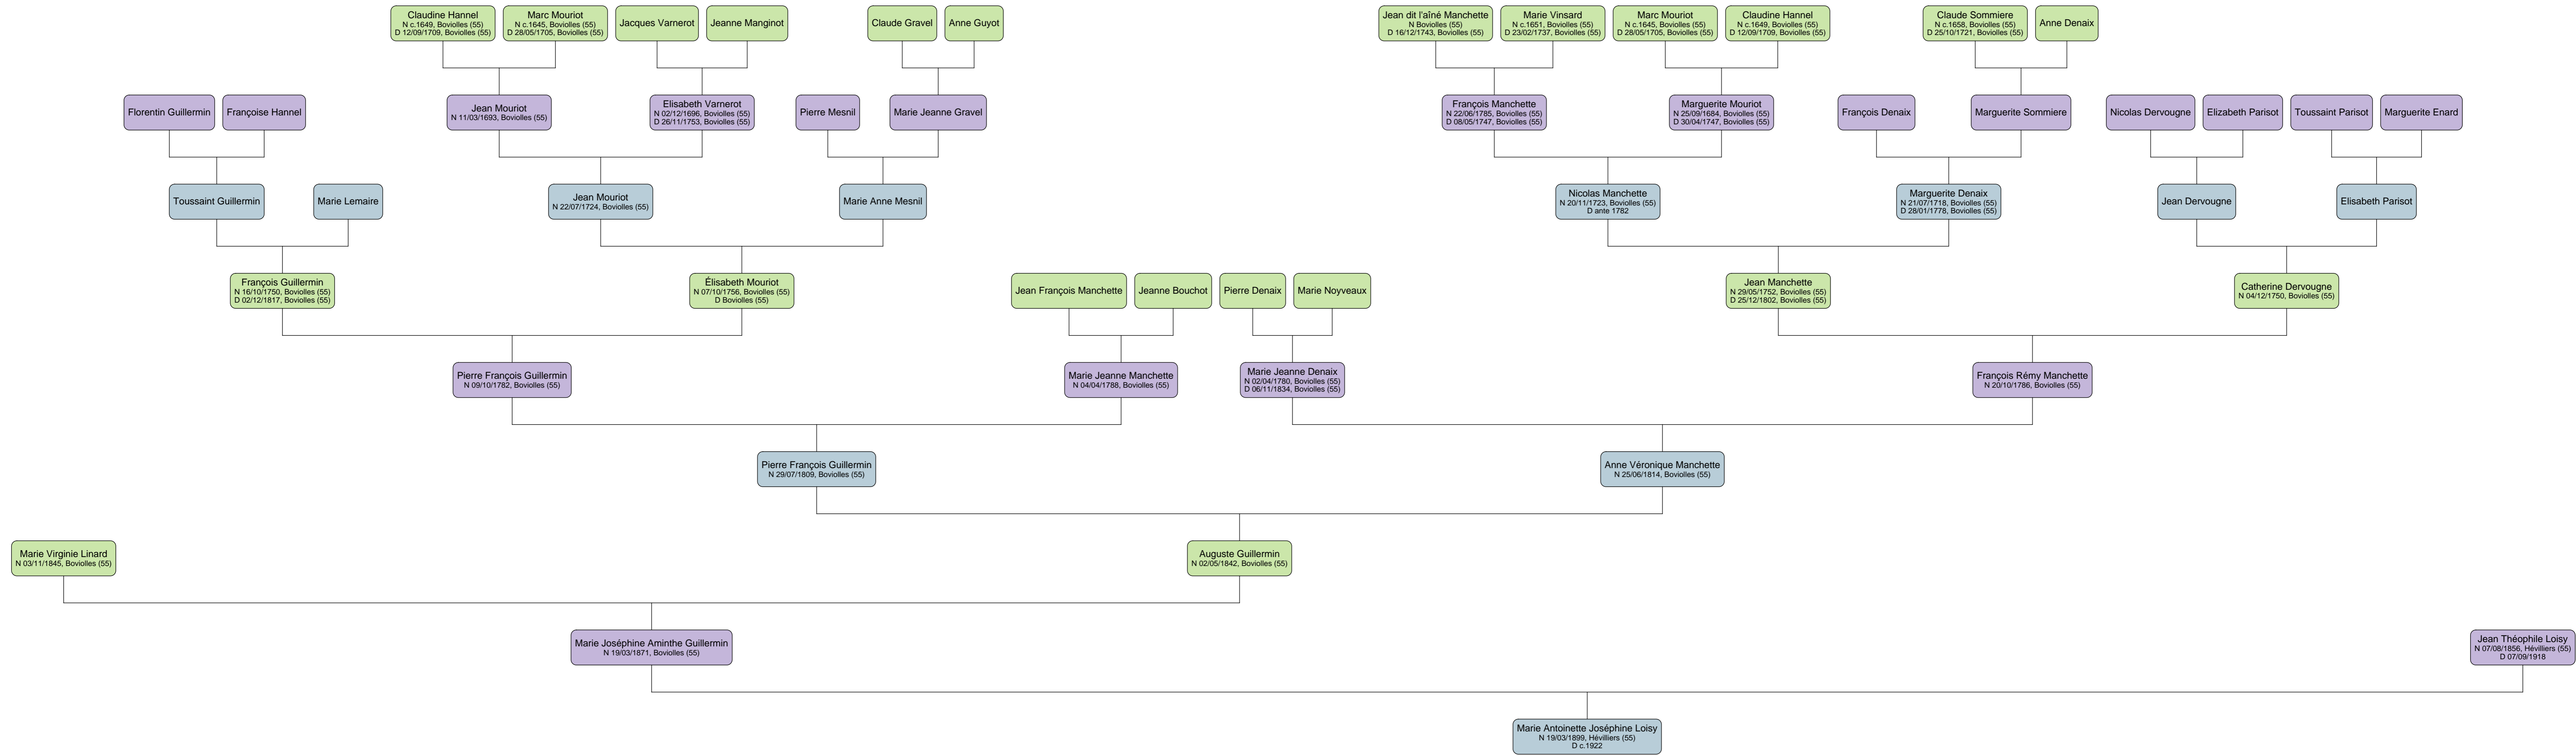 Claudine Hannel
N c.1649, Boviolles (55)
D 12/09/1709, Boviolles (55)
Marc Mouriot
N c.1645, Boviolles (55)
D 28/05/1705, Boviolles (55)
Jacques Varnerot
Jeanne Manginot
Claude Gravel
Anne Guyot
Jean dit l'aîné Manchette
N Boviolles (55)
D 16/12/1743, Boviolles (55)
Marie Vinsard
N c.1651, Boviolles (55)
D 23/02/1737, Boviolles (55)
Marc Mouriot
N c.1645, Boviolles (55)
D 28/05/1705, Boviolles (55)
Claudine Hannel
N c.1649, Boviolles (55)
D 12/09/1709, Boviolles (55)
Claude Sommiere
N c.1658, Boviolles (55)
D 25/10/1721, Boviolles (55)
Anne Denaix
Florentin Guillermin
Françoise Hannel
Jean Mouriot
N 11/03/1693, Boviolles (55)
Elisabeth Varnerot
N 02/12/1696, Boviolles (55)
D 26/11/1753, Boviolles (55)
Pierre Mesnil
Marie Jeanne Gravel
François Manchette
N 22/06/1785, Boviolles (55)
D 08/05/1747, Boviolles (55)
Marguerite Mouriot
N 25/09/1684, Boviolles (55)
D 30/04/1747, Boviolles (55)
François Denaix
Marguerite Sommiere
Nicolas Dervougne
Elizabeth Parisot
Toussaint Parisot
Marguerite Enard
Toussaint Guillermin
Marie Lemaire
Jean Mouriot
N 22/07/1724, Boviolles (55)
Marie Anne Mesnil
Nicolas Manchette
N 20/11/1723, Boviolles (55)
D ante 1782
Marguerite Denaix
N 21/07/1718, Boviolles (55)
D 28/01/1778, Boviolles (55)
Jean Dervougne
Elisabeth Parisot
François Guillermin
N 16/10/1750, Boviolles (55)
D 02/12/1817, Boviolles (55)
Élisabeth Mouriot
N 07/10/1756, Boviolles (55)
D Boviolles (55)
Jean François Manchette
Jeanne Bouchot
Pierre Denaix
Marie Noyveaux
Jean Manchette
N 29/05/1752, Boviolles (55)
D 25/12/1802, Boviolles (55)
Catherine Dervougne
N 04/12/1750, Boviolles (55)
Pierre François Guillermin
N 09/10/1782, Boviolles (55)
Marie Jeanne Manchette
N 04/04/1788, Boviolles (55)
Marie Jeanne Denaix
N 02/04/1780, Boviolles (55)
D 06/11/1834, Boviolles (55)
François Rémy Manchette
N 20/10/1786, Boviolles (55)
Pierre François Guillermin
N 29/07/1809, Boviolles (55)
Anne Véronique Manchette
N 25/06/1814, Boviolles (55)
Marie Virginie Linard
N 03/11/1845, Boviolles (55)
Auguste Guillermin
N 02/05/1842, Boviolles (55)
Marie Joséphine Aminthe Guillermin
N 19/03/1871, Boviolles (55)
Jean Théophile Loisy
N 07/08/1856, Hévilliers (55)
D 07/09/1918
Marie Antoinette Joséphine Loisy
N 19/03/1899, Hévilliers (55)
D c.1922